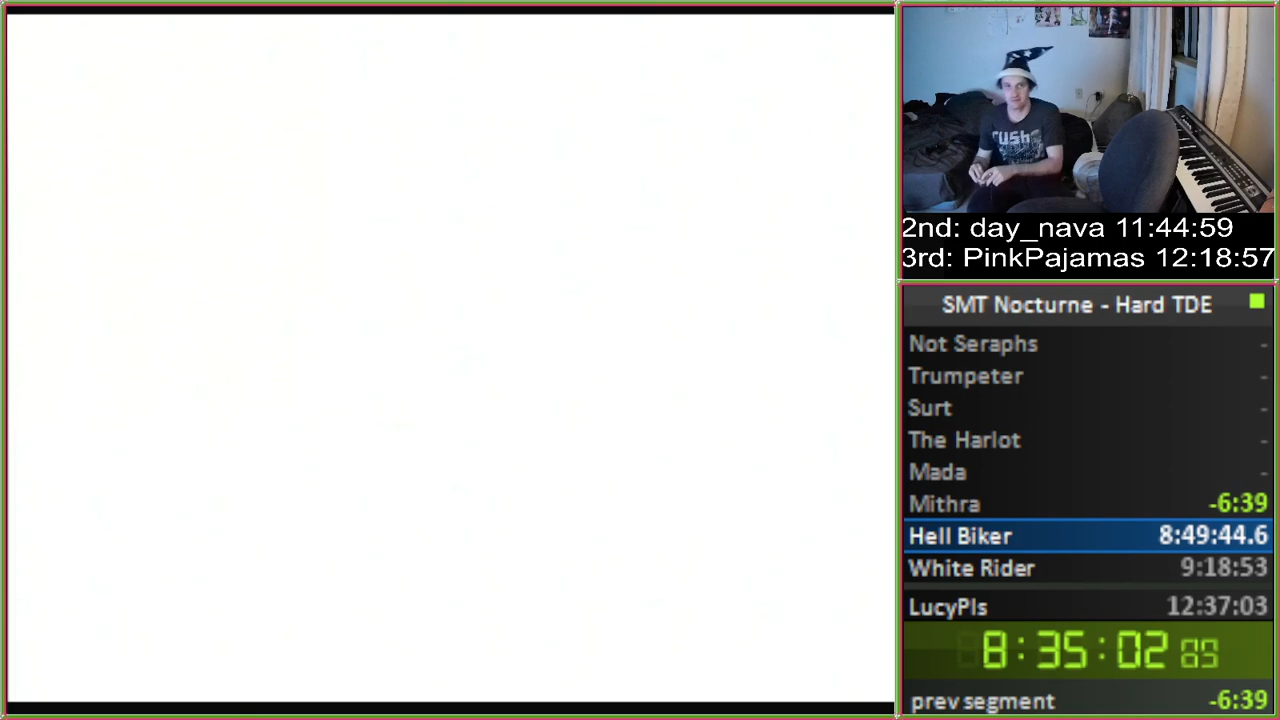 rush
2nd: day_nava 11:44:59
3rd: PinkPajamas 12:18:57
SMT Nocturne - Hard TDE
Not Seraphs -
Trumpeter -
Surt -
The Harlot -
Mada -
Mithra -6:39
Hell Biker 8:49:44.6
White Rider 9:18:53
LucyPls 12:37:03
8:35:02 89
prev segment -6:39